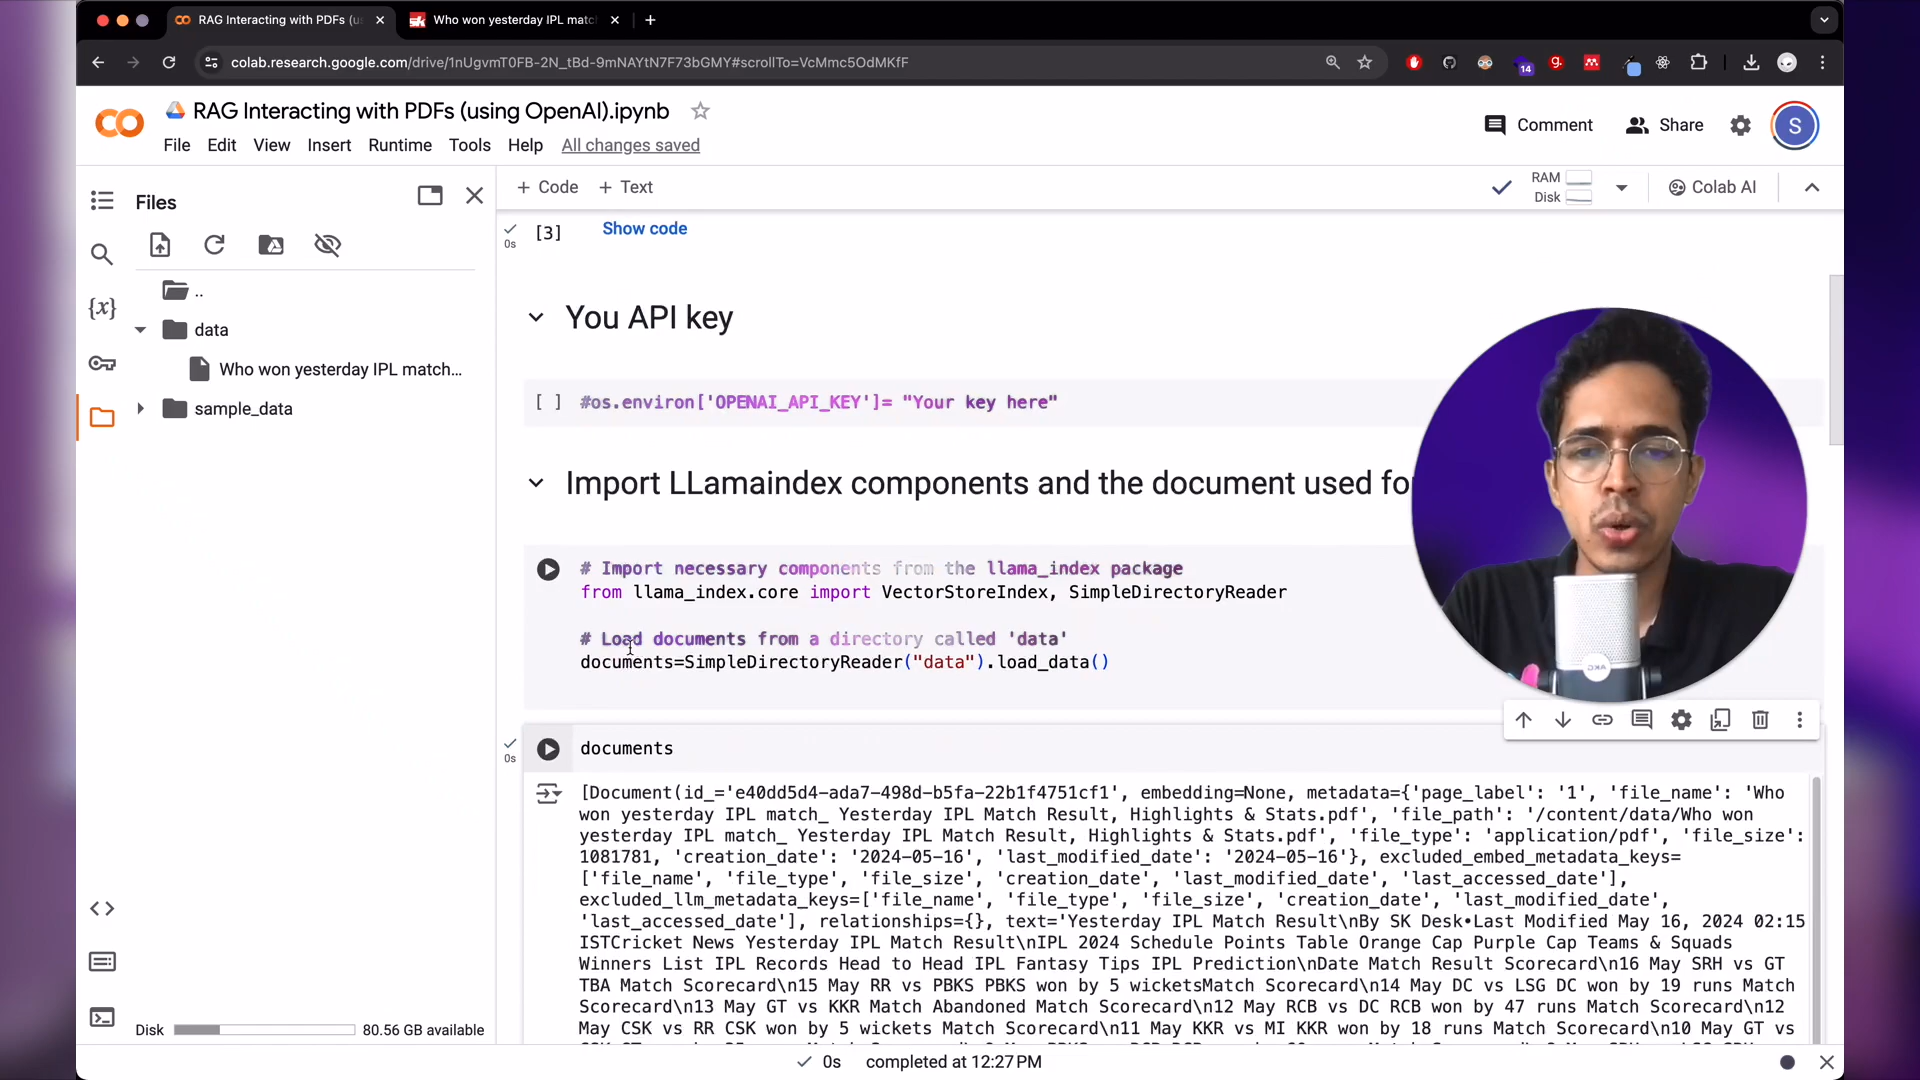 RAG Interacting with PDFs (u
Who won yesterday IPL matc
colab.research.google.com/drive/1nUgvmT0FB-2N_tBd-9mNAYtN7F73bGMY#scrollTo=VcMmc5OdMKfF
14
RAG Interacting with PDFs (using OpenAI).ipynb
File Edit View Insert Runtime Tools Help All changes saved
Comment Share S
Files
+ Code + Text
RAM
Disk
Colab AI
..
data
Who won yesterday IPL match...
sample_data
0s [3] Show code
You API key
[ ] #os.environ['OPENAI_API_KEY']= "Your key here"
Import LLamaindex components and the document used fo
# Import necessary components from the llama_index package
from llama_index.core import VectorStoreIndex, SimpleDirectoryReader
# Load documents from a directory called 'data'
documents=SimpleDirectoryReader("data").load_data()
0s documents
[Document(id_='e40dd5d4-ada7-498d-b5fa-22b1f4751cf1', embedding=None, metadata={'page_label': '1', 'file_name': 'Who
won yesterday IPL match_ Yesterday IPL Match Result, Highlights & Stats.pdf', 'file_path': '/content/data/Who won
yesterday IPL match_ Yesterday IPL Match Result, Highlights & Stats.pdf', 'file_type': 'application/pdf', 'file_size':
1081781, 'creation_date': '2024-05-16', 'last_modified_date': '2024-05-16'}, excluded_embed_metadata_keys=
['file_name', 'file_type', 'file_size', 'creation_date', 'last_modified_date', 'last_accessed_date'],
excluded_llm_metadata_keys=['file_name', 'file_type', 'file_size', 'creation_date', 'last_modified_date',
'last_accessed_date'], relationships={}, text='Yesterday IPL Match Result\nBy SK Desk•Last Modified May 16, 2024 02:15
ISTCricket News Yesterday IPL Match Result\nIPL 2024 Schedule Points Table Orange Cap Purple Cap Teams & Squads
Winners List IPL Records Head to Head IPL Fantasy Tips IPL Prediction\nDate Match Result Scorecard\n16 May SRH vs GT
TBA Match Scorecard\n15 May RR vs PBKS PBKS won by 5 wicketsMatch Scorecard\n14 May DC vs LSG DC won by 19 runs Match
Scorecard\n13 May GT vs KKR Match Abandoned Match Scorecard\n12 May RCB vs DC RCB won by 47 runs Match Scorecard\n12
May CSK vs RR CSK won by 5 wickets Match Scorecard\n11 May KKR vs MI KKR won by 18 runs Match Scorecard\n10 May GT vs
Disk 80.56 GB available
0s completed at 12:27 PM
AKG